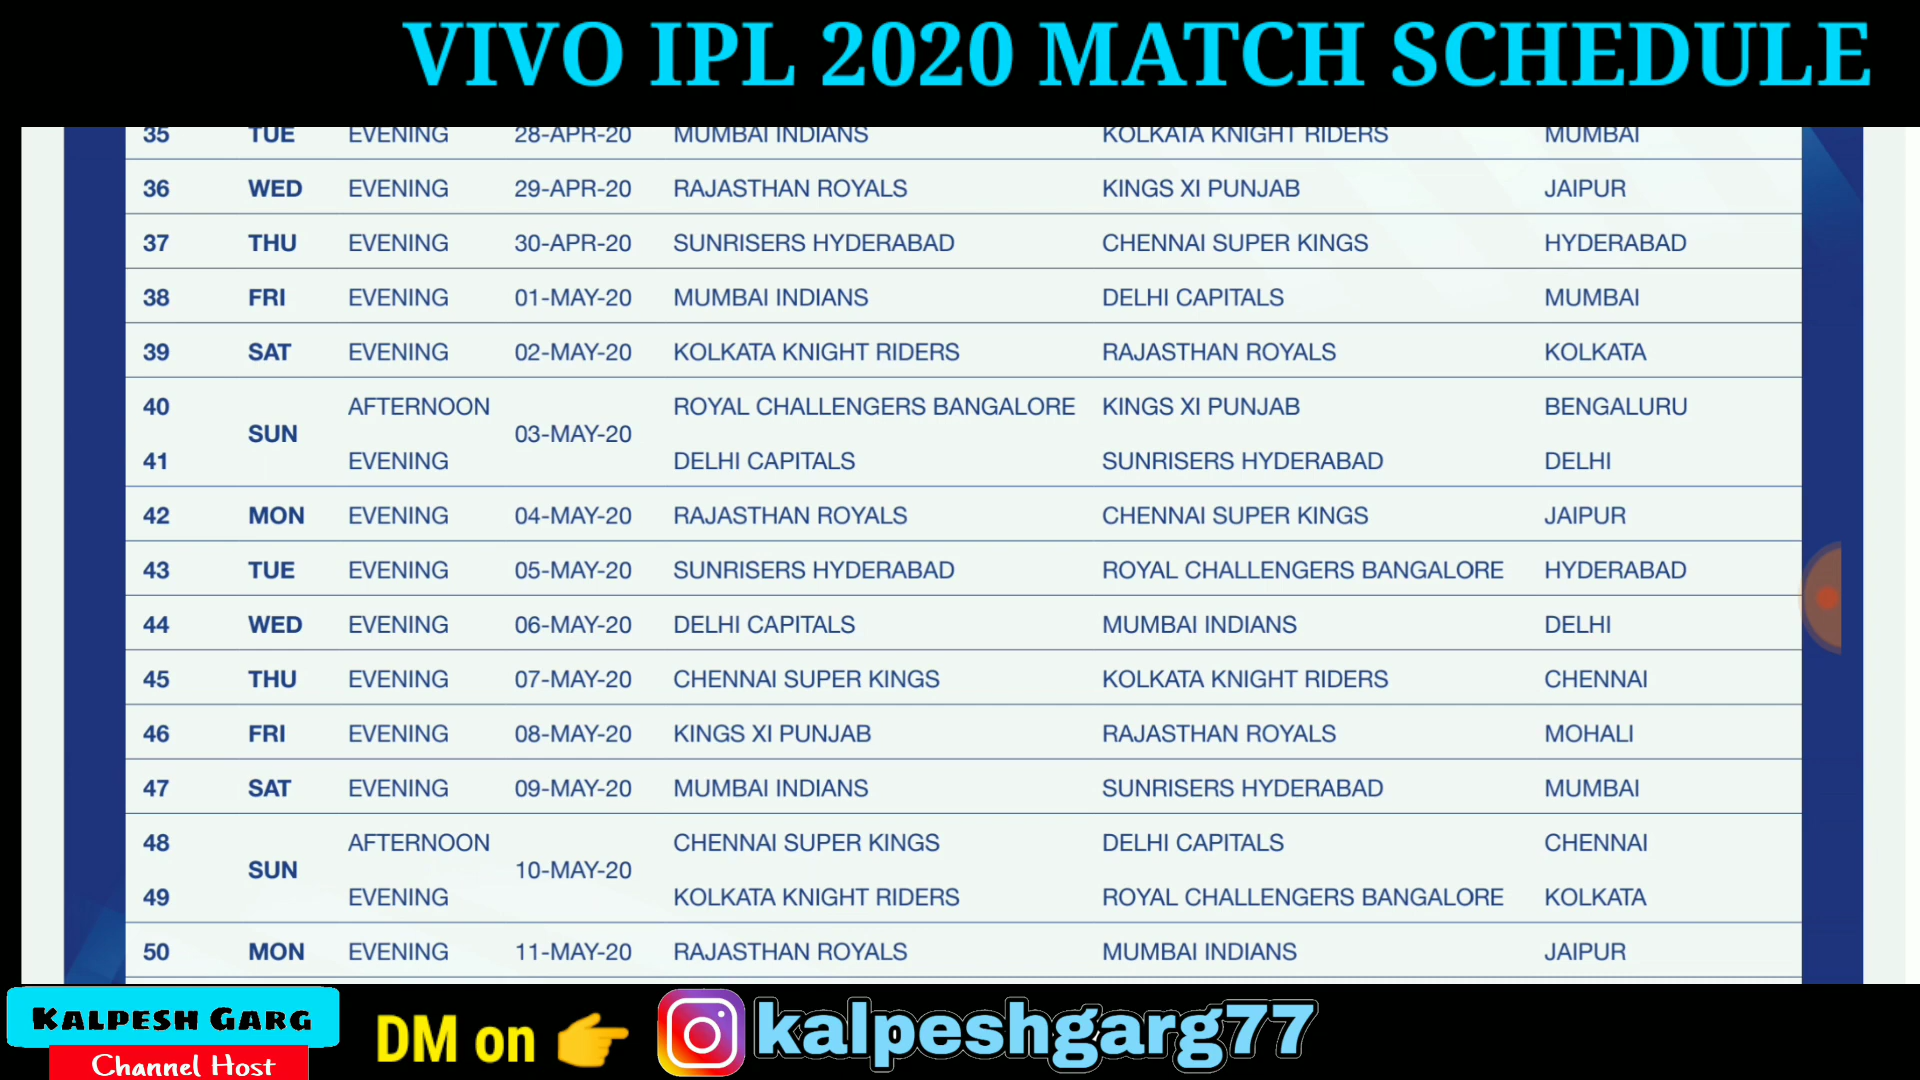 VIVO IPL 2020 MATCH SCHEDULE
35 TUE EVENING 28-APR-20 MUMBAI INDIANS KOLKATA KNIGHT RIDERS MUMBAI
36 WED EVENING 29-APR-20 RAJASTHAN ROYALS KINGS XI PUNJAB JAIPUR
37 THU EVENING 30-APR-20 SUNRISERS HYDERABAD CHENNAI SUPER KINGS HYDERABAD
38 FRI EVENING 01-MAY-20 MUMBAI INDIANS DELHI CAPITALS MUMBAI
39 SAT EVENING 02-MAY-20 KOLKATA KNIGHT RIDERS RAJASTHAN ROYALS KOLKATA
40 AFTERNOON ROYAL CHALLENGERS BANGALORE KINGS XI PUNJAB BENGALURU
SUN 03-MAY-20
41 EVENING DELHI CAPITALS SUNRISERS HYDERABAD DELHI
42 MON EVENING 04-MAY-20 RAJASTHAN ROYALS CHENNAI SUPER KINGS JAIPUR
43 TUE EVENING 05-MAY-20 SUNRISERS HYDERABAD ROYAL CHALLENGERS BANGALORE HYDERABAD
44 WED EVENING 06-MAY-20 DELHI CAPITALS MUMBAI INDIANS DELHI
45 THU EVENING 07-MAY-20 CHENNAI SUPER KINGS KOLKATA KNIGHT RIDERS CHENNAI
46 FRI EVENING 08-MAY-20 KINGS XI PUNJAB RAJASTHAN ROYALS MOHALI
47 SAT EVENING 09-MAY-20 MUMBAI INDIANS SUNRISERS HYDERABAD MUMBAI
48 AFTERNOON CHENNAI SUPER KINGS DELHI CAPITALS CHENNAI
SUN 10-MAY-20
49 EVENING KOLKATA KNIGHT RIDERS ROYAL CHALLENGERS BANGALORE KOLKATA
50 MON EVENING 11-MAY-20 RAJASTHAN ROYALS MUMBAI INDIANS JAIPUR
KALPESH GARG
Channel Host
DM on kalpeshgarg77